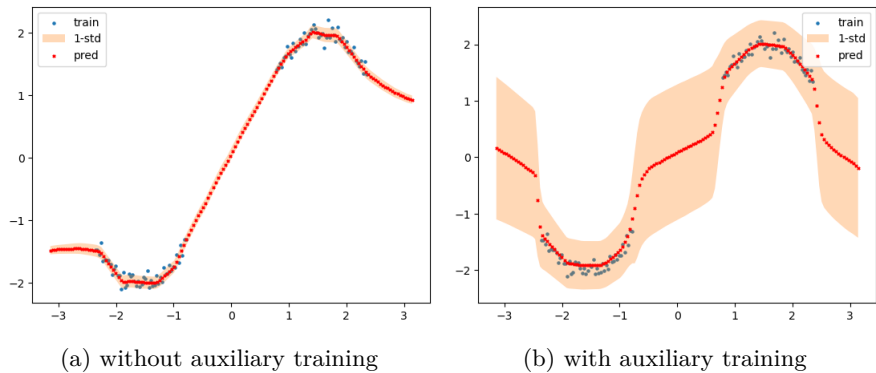 train
1-std
pred
2
1
0
−1
−2
−3 −2 −1 0 1 2 3
(a) without auxiliary training
train
1-std
pred
2
1
0
−1
−2
−3 −2 −1 0 1 2 3
(b) with auxiliary training